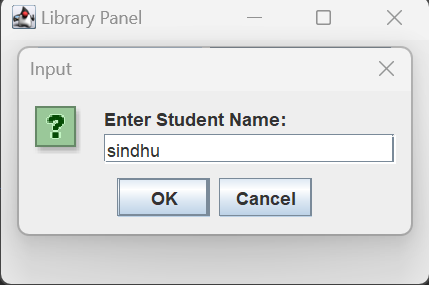 Library Panel
Input
Enter Student Name:
sindhu
OK Cancel